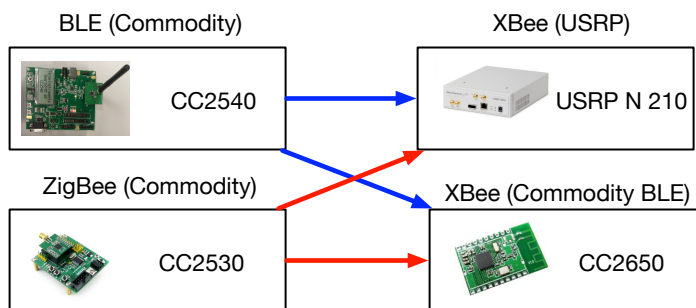 BLE (Commodity)
XBee (USRP)
CC2540
USRP N 210
ZigBee (Commodity)
XBee (Commodity BLE)
CC2530
CC2650